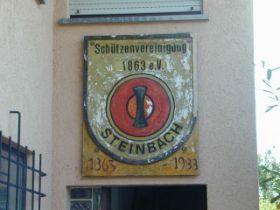 Schützenvereinigung
1863 e.V.
STEINBACH
1863 - 1933